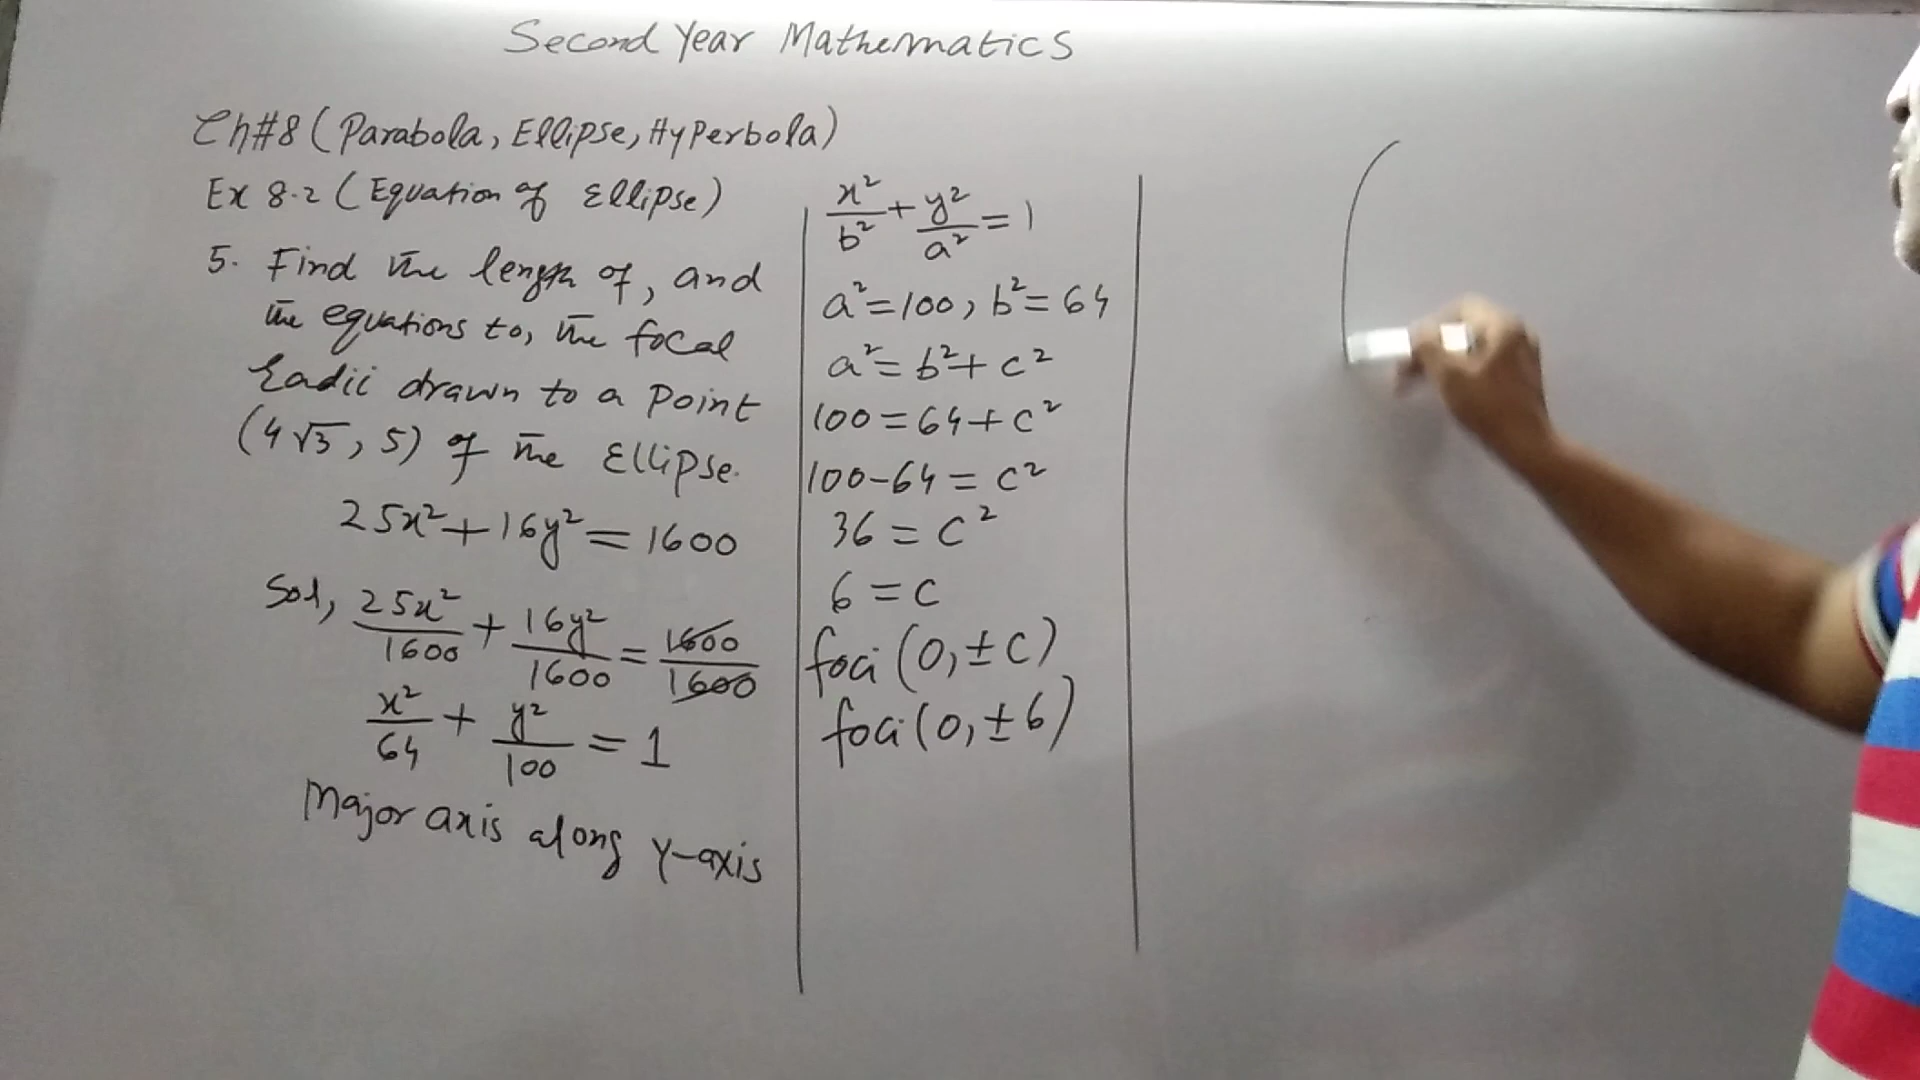 Second Year Mathematics
Ch#8 (Parabola, Ellipse, Hyperbola)
Ex 8.2 (Equation of Ellipse)
5. Find the length of, and
the equations to, the focal
radii drawn to a Point
(4√3, 5) of the Ellipse.
25x²+16y²=1600
Sol, 25x²/1600 + 16y²/1600 = 1600/1600
x²/64 + y²/100 = 1
Major axis along Y-axis
x²/b² + y²/a² = 1
a²=100, b²=64
a²=b²+c²
100=64+c²
100-64=c²
36=c²
6=c
foci (0,±c)
foci (0,±6)